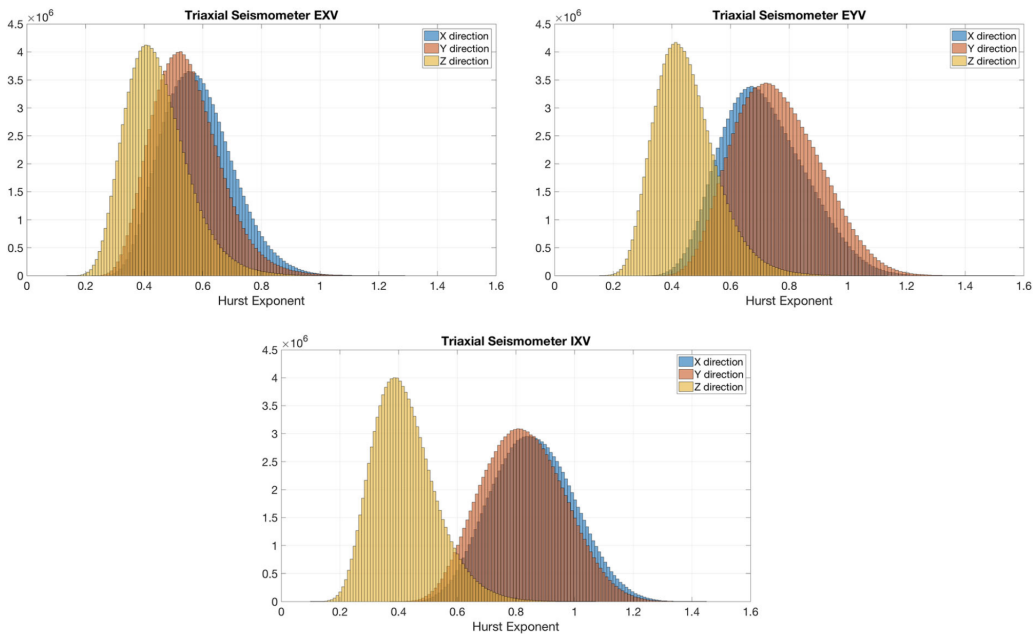 Triaxial Seismometer EXV
×10⁶
4.5
4
3.5
3
2.5
2
1.5
1
0.5
0
0 0.2 0.4 0.6 0.8 1 1.2 1.4 1.6
Hurst Exponent
X direction
Y direction
Z direction
Triaxial Seismometer EYV
×10⁶
4.5
4
3.5
3
2.5
2
1.5
1
0.5
0
0 0.2 0.4 0.6 0.8 1 1.2 1.4 1.6
Hurst Exponent
X direction
Y direction
Z direction
Triaxial Seismometer IXV
×10⁶
4.5
4
3.5
3
2.5
2
1.5
1
0.5
0
0 0.2 0.4 0.6 0.8 1 1.2 1.4 1.6
Hurst Exponent
X direction
Y direction
Z direction